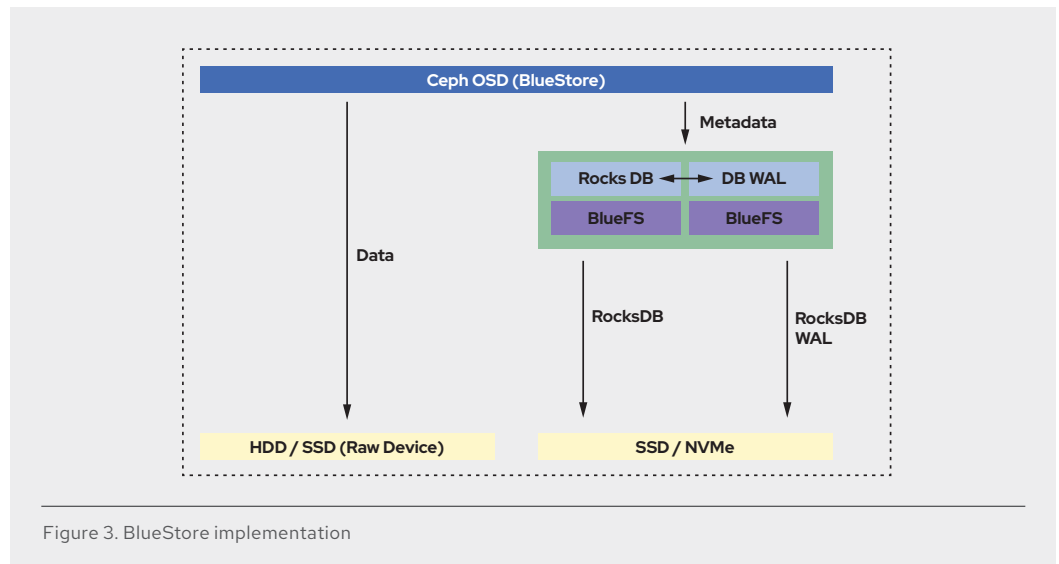 Ceph OSD (BlueStore)
Metadata
Rocks DB
DB WAL
BlueFS
BlueFS
Data
RocksDB
RocksDB
WAL
HDD / SSD (Raw Device)
SSD / NVMe
Figure 3. BlueStore implementation